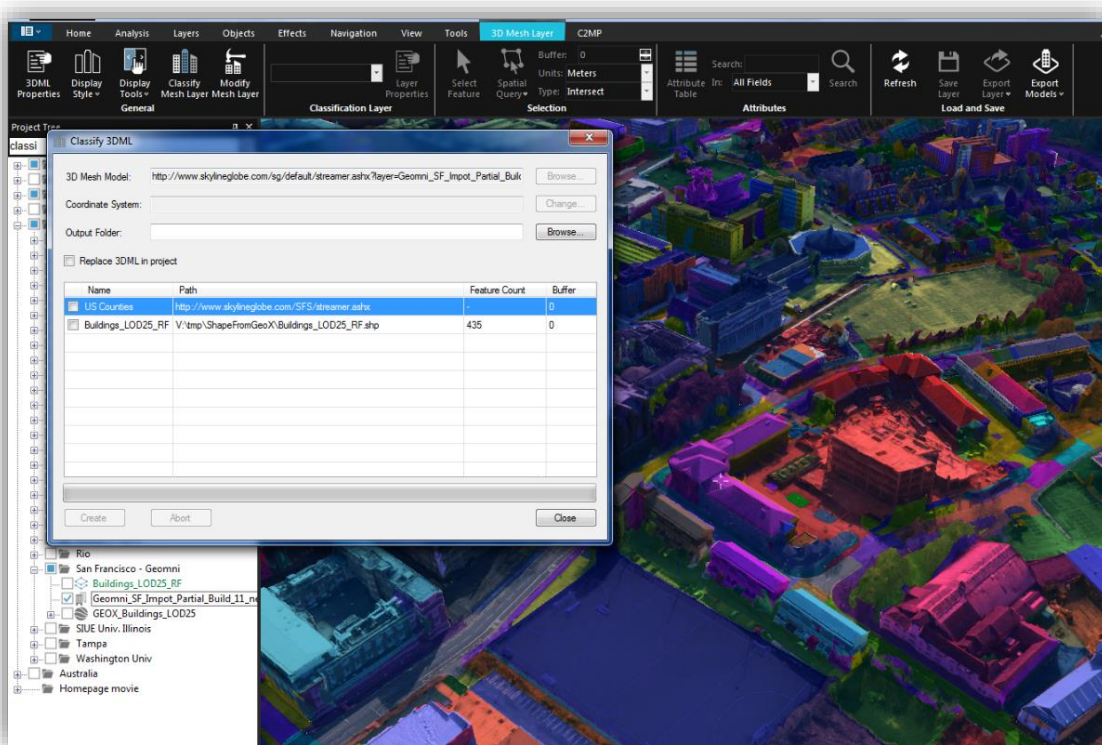 Home Analysis Layers Objects Effects Navigation View Tools 3D Mesh Layer C2MP
3DML Properties
Display Style
Display Tools
Classify Mesh Layer
Modify Mesh Layer
General
Layer Properties
Classification Layer
Select Feature
Spatial Query
Buffer: 0
Units: Meters
Type: Intersect
Selection
Attribute Table
Search:
In: All Fields
Search
Attributes
Refresh
Save Layer
Export Layer
Export Models
Load and Save
Project Tree
classi
Classify 3DML
3D Mesh Model: http://www.skylineglobe.com/sg/default/streamer.ashx?layer=Geomni_SF_Impot_Partial_Buil Browse...
Coordinate System: Change...
Output Folder: Browse...
Replace 3DML in project
Name Path Feature Count Buffer
US Counties http://www.skylineglobe.com/SFS/streamer.ashx - 0
Buildings_LOD25_RF V:\tmp\ShapeFromGeoX\Buildings_LOD25_RF.shp 435 0
Create Abort Close
Rio
San Francisco - Geomni
Buildings_LOD25_RF
Geomni_SF_Impot_Partial_Build_11_ne
GEOX_Buildings_LOD25
SIUE Univ. Illinois
Tampa
Washington Univ
Australia
Homepage movie